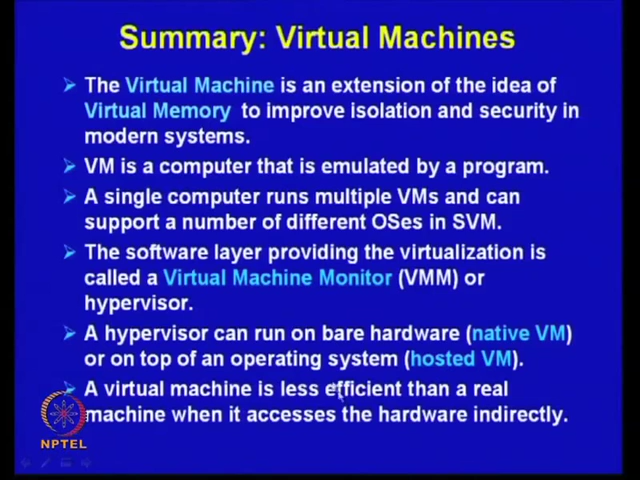 Summary: Virtual Machines
The Virtual Machine is an extension of the idea of
Virtual Memory to improve isolation and security in
modern systems.
VM is a computer that is emulated by a program.
A single computer runs multiple VMs and can
support a number of different OSes in SVM.
The software layer providing the virtualization is
called a Virtual Machine Monitor (VMM) or
hypervisor.
A hypervisor can run on bare hardware (native VM)
or on top of an operating system (hosted VM).
A virtual machine is less efficient than a real
machine when it accesses the hardware indirectly.
NPTEL